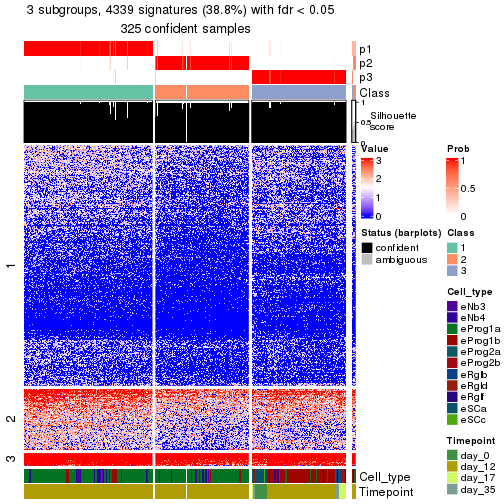 3 subgroups, 4339 signatures (38.8%) with fdr < 0.05
325 confident samples
p1
p2
p3
Class
1
0.5
0
Silhouette
score
1
2
3
Cell_type
Timepoint
Value
3
2
1
0
Prob
1
0.5
0
Status (barplots)
confident
ambiguous
Class
1
2
3
Cell_type
eNb3
eNb4
eProg1a
eProg1b
eProg2a
eProg2b
eRglb
eRgld
eRglf
eSCa
eSCc
Timepoint
day_0
day_12
day_17
day_35